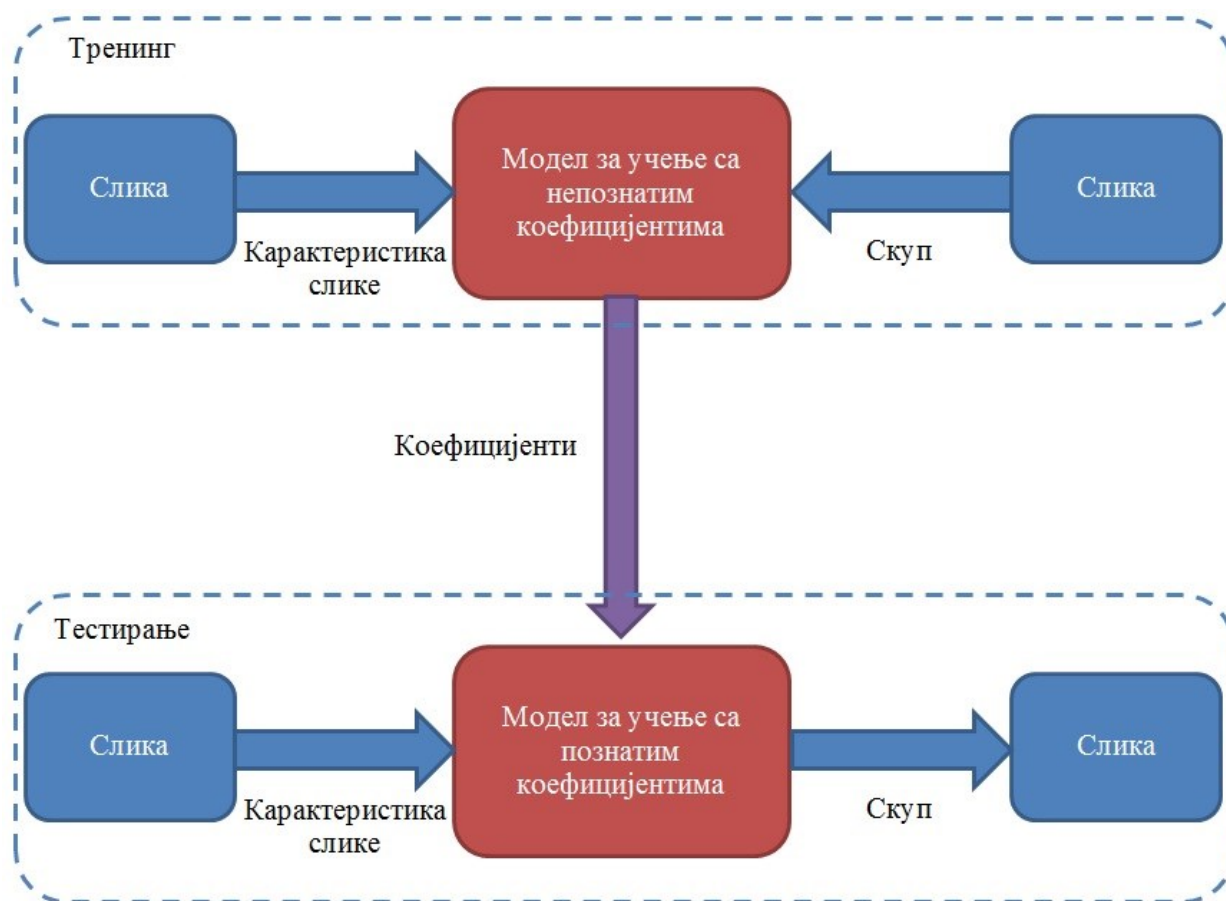 Тренинг
Слика
Модел за учење са
непознатим
коефицијентима
Слика
Карактеристика
слике
Скуп
Коефицијенти
Тестирање
Слика
Модел за учење са
познатим
коефицијентима
Слика
Карактеристика
слике
Скуп